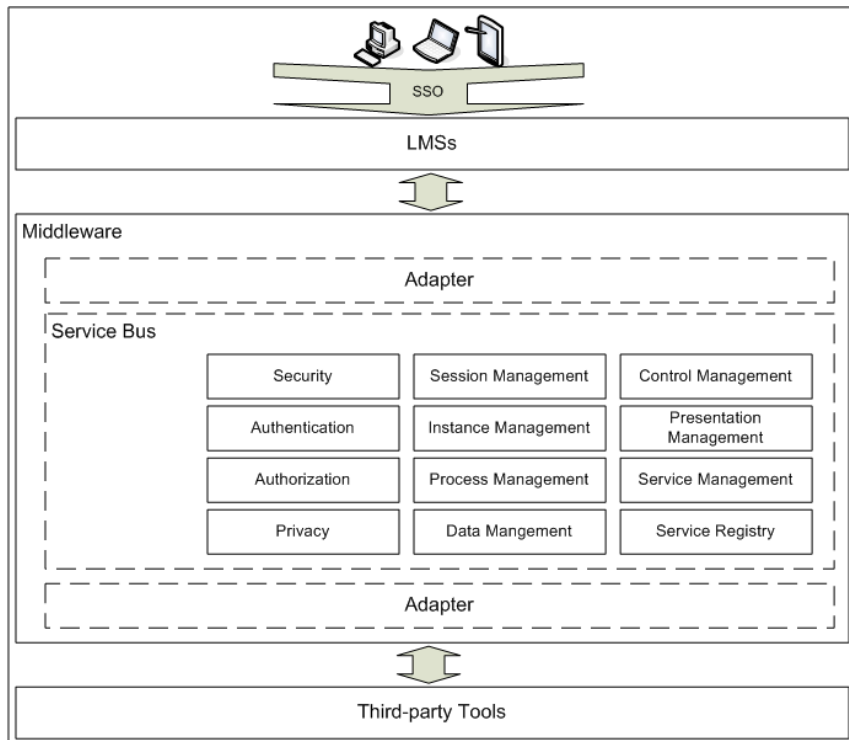 SSO
LMSs
Middleware
Adapter
Service Bus
Security
Session Management
Control Management
Authentication
Instance Management
Presentation
Management
Authorization
Process Management
Service Management
Privacy
Data Mangement
Service Registry
Adapter
Third-party Tools